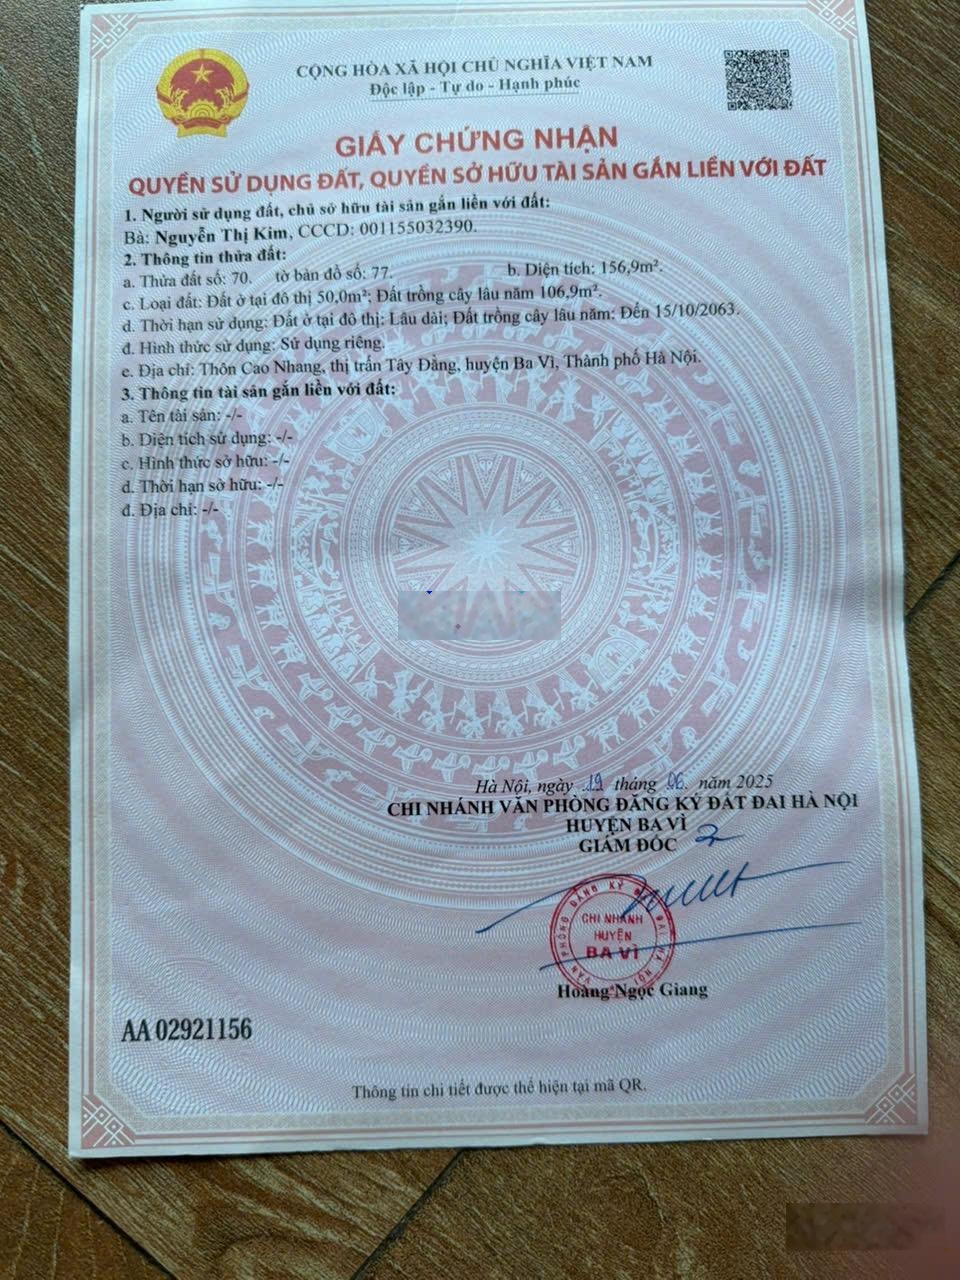 CỘNG HÒA XÃ HỘI CHỦ NGHĨA VIỆT NAM
Độc lập - Tự do - Hạnh phúc
GIẤY CHỨNG NHẬN
QUYỀN SỬ DỤNG ĐẤT, QUYỀN SỞ HỮU TÀI SẢN GẮN LIỀN VỚI ĐẤT
1. Người sử dụng đất, chủ sở hữu tài sản gắn liền với đất:
Bà: Nguyễn Thị Kim, CCCD: 001155032390.
2. Thông tin thửa đất:
a. Thửa đất số: 70. tờ bản đồ số: 77. b. Diện tích: 156,9m².
c. Loại đất: Đất ở tại đô thị 50,0m²; Đất trồng cây lâu năm 106,9m².
d. Thời hạn sử dụng: Đất ở tại đô thị: Lâu dài; Đất trồng cây lâu năm: Đến 15/10/2063.
đ. Hình thức sử dụng: Sử dụng riêng.
e. Địa chỉ: Thôn Cao Nhang, thị trấn Tây Đằng, huyện Ba Vì, Thành phố Hà Nội.
3. Thông tin tài sản gắn liền với đất:
a. Tên tài sản: -/-
b. Diện tích sử dụng: -/-
c. Hình thức sở hữu: -/-
d. Thời hạn sở hữu: -/-
đ. Địa chỉ: -/-
Hà Nội, ngày 19 tháng 06 năm 2025
CHI NHÁNH VĂN PHÒNG ĐĂNG KÝ ĐẤT ĐAI HÀ NỘI
HUYỆN BA VÌ
GIÁM ĐỐC
VĂN PHÒNG ĐĂNG KÝ ĐẤT ĐAI HÀ NỘI
CHI NHÁNH
HUYỆN
BA VÌ
Hoàng Ngọc Giang
AA 02921156
Thông tin chi tiết được thể hiện tại mã QR.